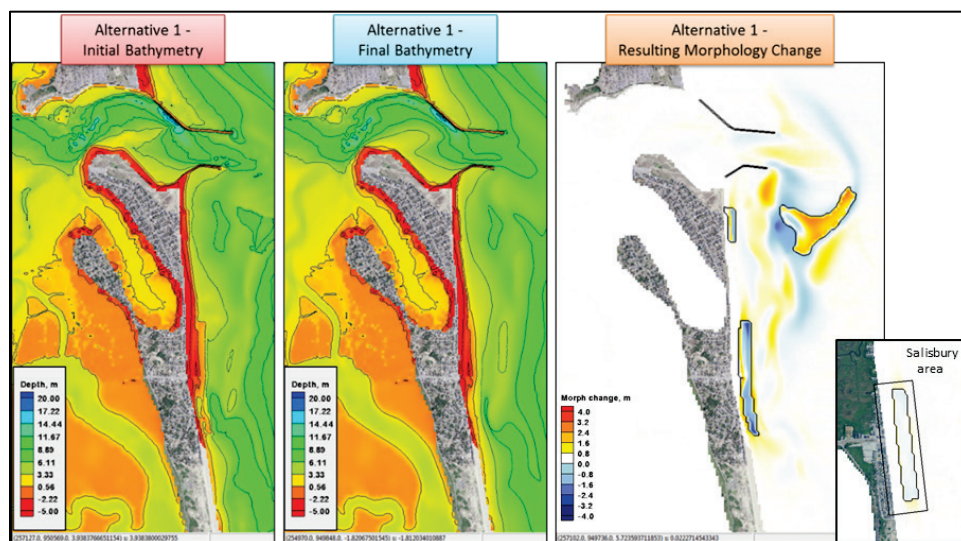 Alternative 1 -
Initial Bathymetry
Alternative 1 -
Final Bathymetry
Alternative 1 -
Resulting Morphology Change
Depth, m
20.00
17.22
14.44
11.67
8.89
6.11
3.33
0.56
-2.22
-5.00
Depth, m
20.00
17.22
14.44
11.67
8.89
6.11
3.33
0.56
-2.22
-5.00
Morph change, m
4.0
3.2
2.4
1.6
0.8
0.0
-0.8
-1.6
-2.4
-3.2
-4.0
Salisbury
area